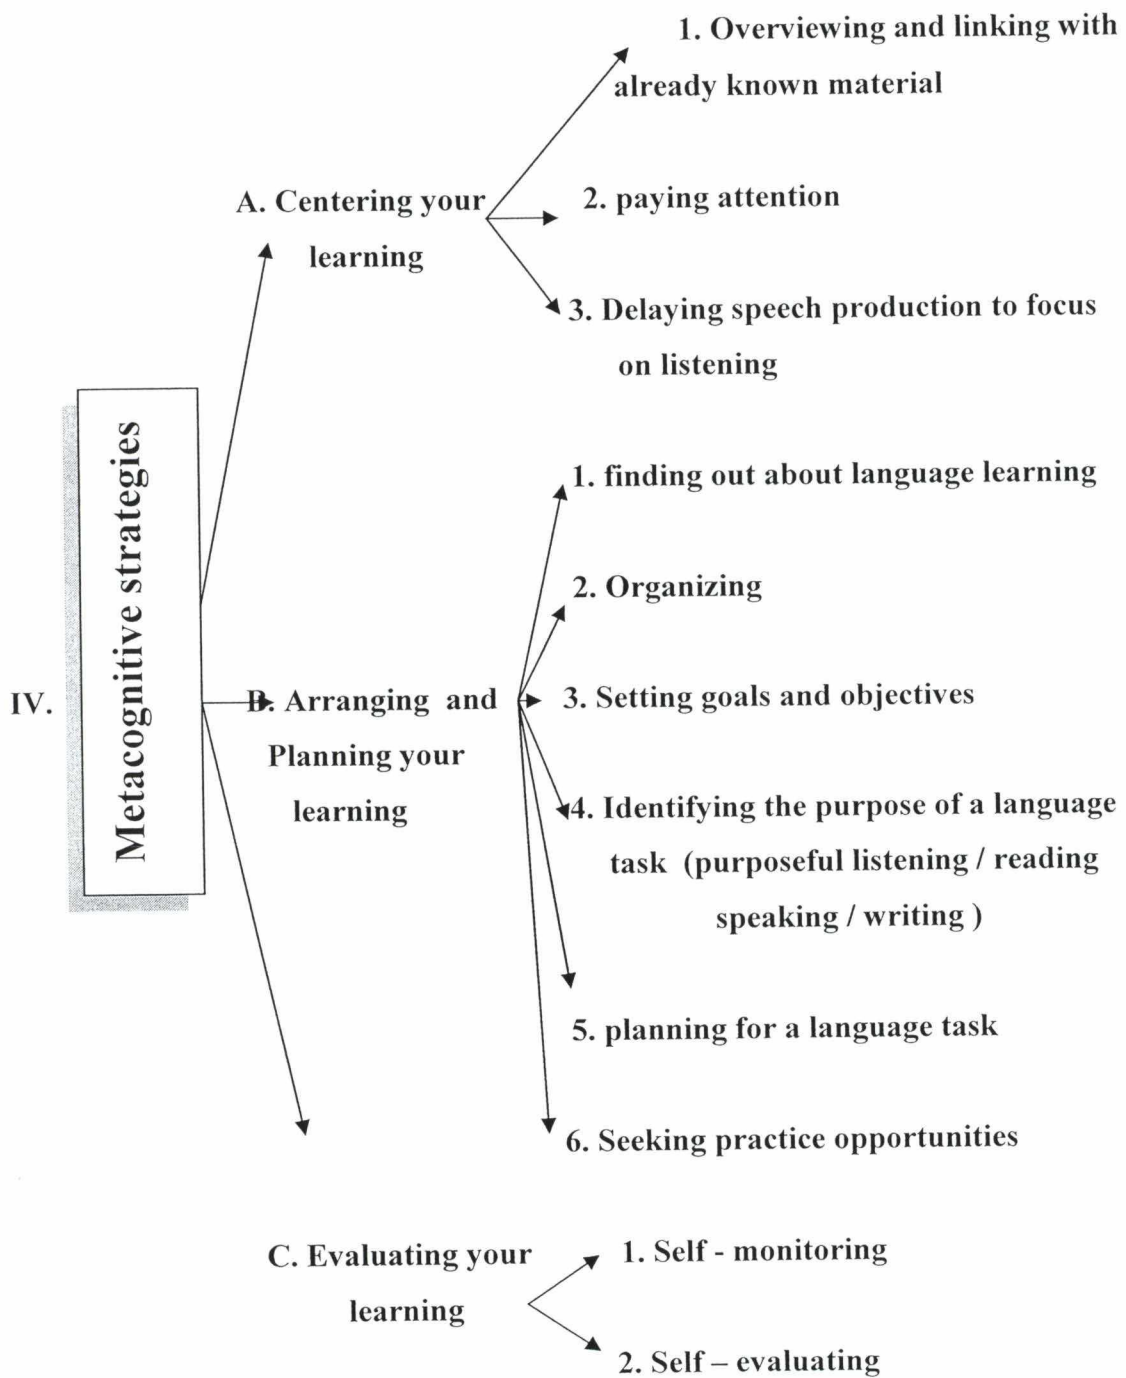 1. Overviewing and linking with
already known material
A. Centering your
learning
2. paying attention
3. Delaying speech production to focus
on listening
IV.
Metacognitive strategies
B. Arranging and
Planning your
learning
1. finding out about language learning
2. Organizing
3. Setting goals and objectives
4. Identifying the purpose of a language
task (purposeful listening / reading
speaking / writing )
5. planning for a language task
6. Seeking practice opportunities
C. Evaluating your
learning
1. Self - monitoring
2. Self – evaluating